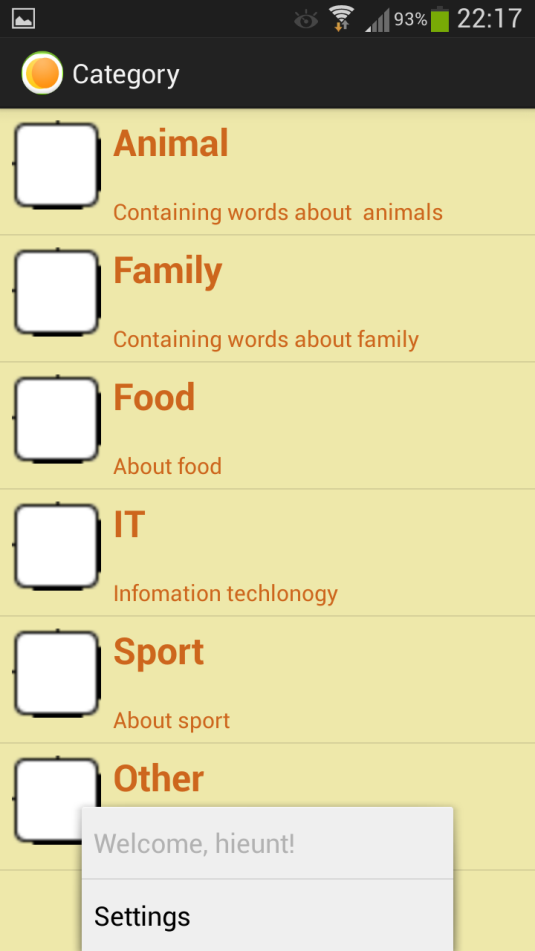 93% 22:17
Category
Animal
Containing words about  animals
Family
Containing words about family
Food
About food
IT
Infomation techlonogy
Sport
About sport
Other
Welcome, hieunt!
Settings